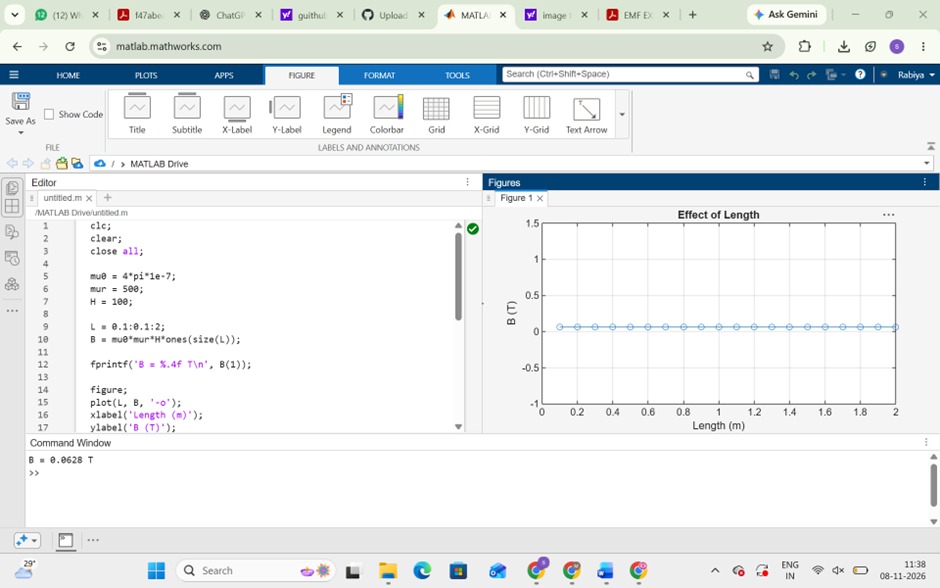 (12) Wh
f47abe
ChatGP
guithub
Upload
MATLA
image
EMF EX
Ask Gemini
matlab.mathworks.com
S
HOME PLOTS APPS FIGURE FORMAT TOOLS
Search (Ctrl+Shift+Space)
Rabiya
Save As
Show Code
Title Subtitle X-Label Y-Label Legend Colorbar Grid X-Grid Y-Grid Text Arrow
FILE
LABELS AND ANNOTATIONS
/ › MATLAB Drive
Editor
untitled.m
/MATLAB Drive/untitled.m
1 clc;
2 clear;
3 close all;
4
5 mu0 = 4*pi*1e-7;
6 mur = 500;
7 H = 100;
8
9 L = 0.1:0.1:2;
10 B = mu0*mur*H*ones(size(L));
11
12 fprintf('B = %.4f T\n', B(1));
13
14 figure;
15 plot(L, B, '-o');
16 xlabel('Length (m)');
17 ylabel('B (T)');
Figures
Figure 1
Effect of Length
1.5
1
0.5
0
-0.5
-1
B (T)
0 0.2 0.4 0.6 0.8 1 1.2 1.4 1.6 1.8 2
Length (m)
Command Window
B = 0.0628 T
>>
29°
Search
ENG
IN
11:38
08-11-2026